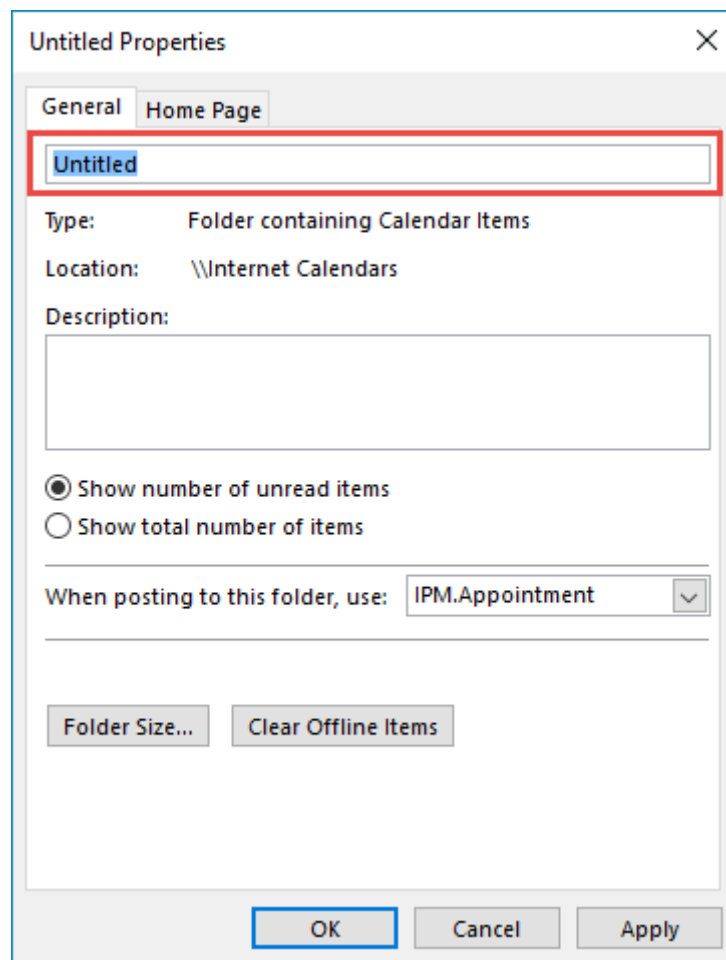 Untitled Properties
General
Home Page
Untitled
Type: Folder containing Calendar Items
Location: \\Internet Calendars
Description:
Show number of unread items
Show total number of items
When posting to this folder, use: IPM.Appointment
Folder Size... Clear Offline Items
OK Cancel Apply